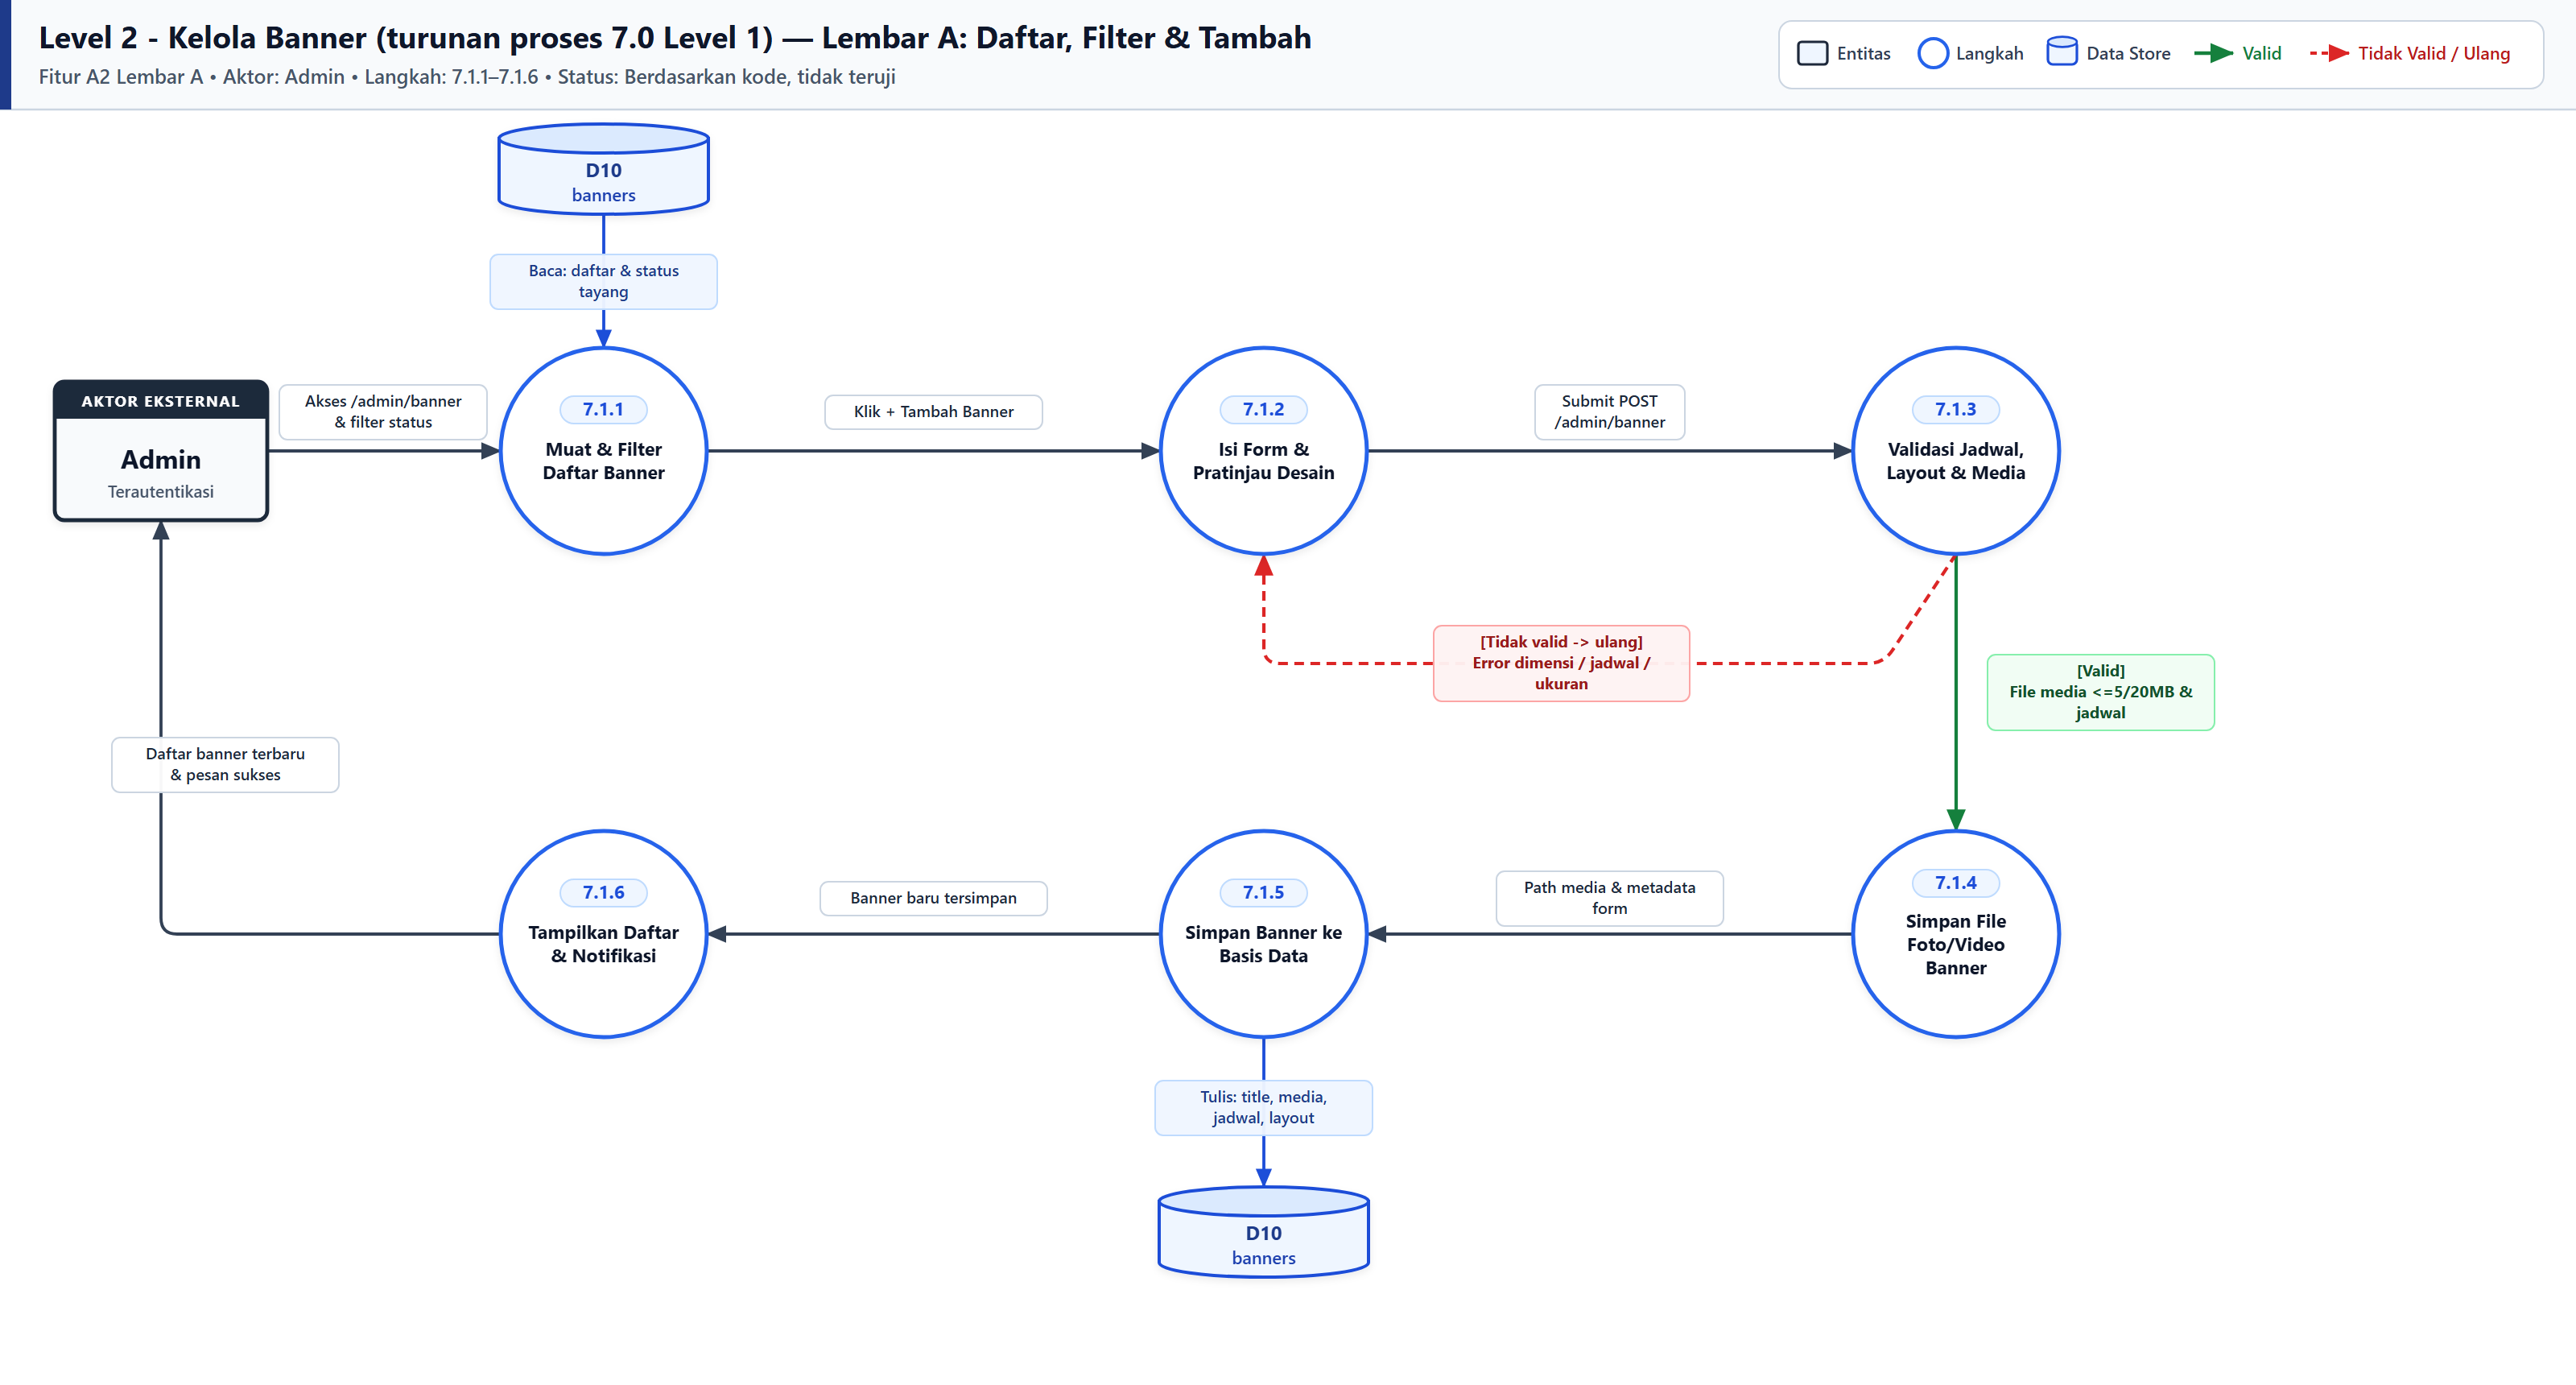 Level 2 - Kelola Banner (turunan proses 7.0 Level 1) — Lembar A: Daftar, Filter & Tambah
Fitur A2 Lembar A • Aktor: Admin • Langkah: 7.1.1–7.1.6 • Status: Berdasarkan kode, tidak teruji
Entitas
Langkah
Data Store
Valid
Tidak Valid / Ulang
D10
banners
Baca: daftar & status
tayang
AKTOR EKSTERNAL
Admin
Terautentikasi
Akses /admin/banner
& filter status
7.1.1
Muat & Filter
Daftar Banner
Klik + Tambah Banner
7.1.2
Isi Form &
Pratinjau Desain
Submit POST
/admin/banner
7.1.3
Validasi Jadwal,
Layout & Media
[Tidak valid -> ulang]
Error dimensi / jadwal /
ukuran
[Valid]
File media <=5/20MB &
jadwal
Daftar banner terbaru
& pesan sukses
7.1.6
Tampilkan Daftar
& Notifikasi
Banner baru tersimpan
7.1.5
Simpan Banner ke
Basis Data
Path media & metadata
form
7.1.4
Simpan File
Foto/Video
Banner
Tulis: title, media,
jadwal, layout
D10
banners